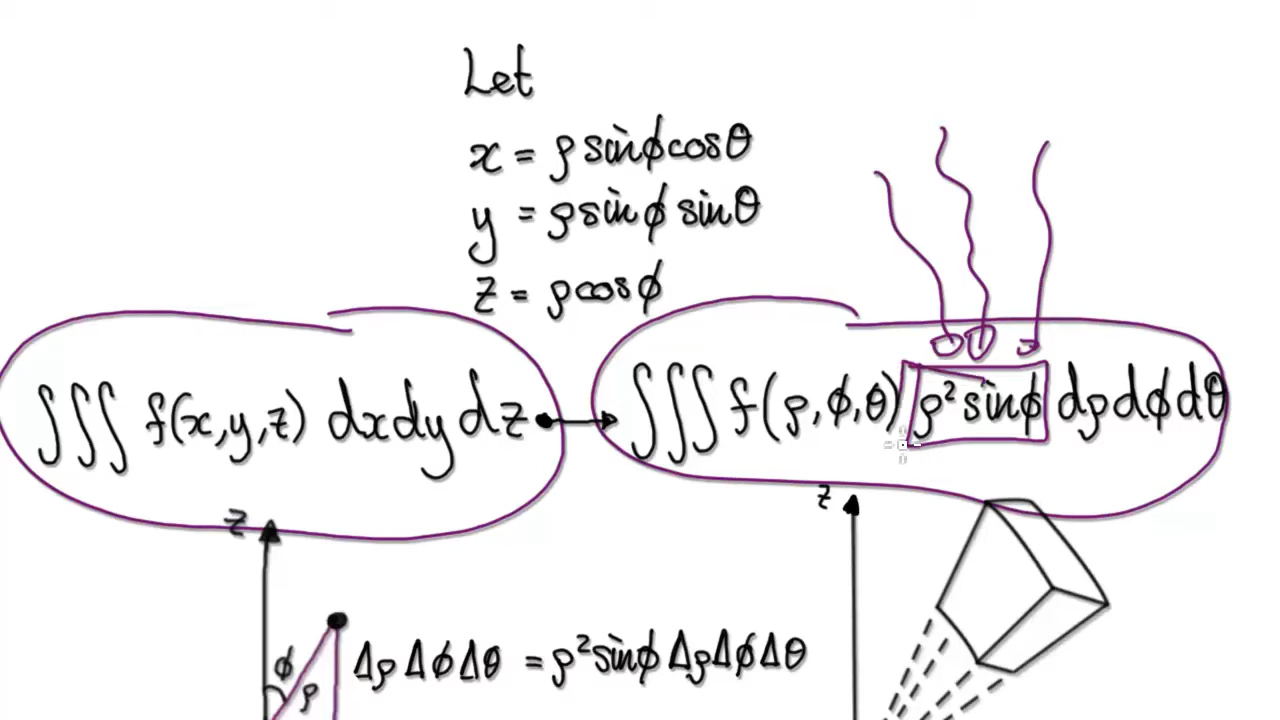 Let
x = ρ sinϕ cosθ
y = ρ sinϕ sinθ
z = ρ cosϕ
∫∫∫ f(x,y,z) dx dy dz → ∫∫∫ f(ρ,ϕ,θ) ρ² sinϕ dρ dϕ dθ
z
z
ϕ
ρ
Δρ Δϕ Δθ = ρ² sinϕ Δρ Δϕ Δθ